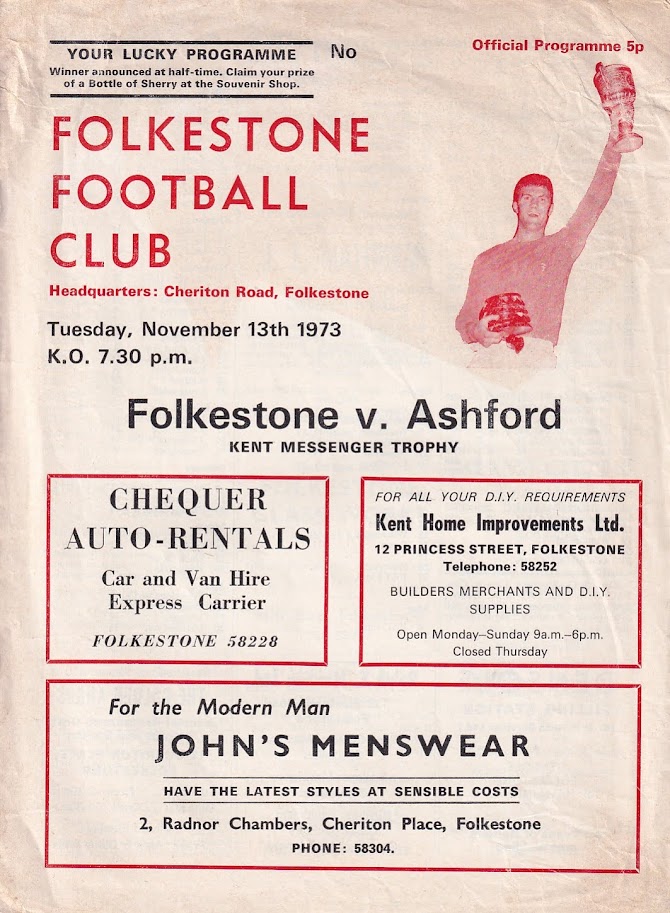 YOUR LUCKY PROGRAMME No
Winner announced at half-time. Claim your prize
of a Bottle of Sherry at the Souvenir Shop.
Official Programme 5p
FOLKESTONE
FOOTBALL
CLUB
Headquarters: Cheriton Road, Folkestone
Tuesday, November 13th 1973
K.O. 7.30 p.m.
Folkestone v. Ashford
KENT MESSENGER TROPHY
CHEQUER
AUTO-RENTALS
Car and Van Hire
Express Carrier
FOLKESTONE 58228
FOR ALL YOUR D.I.Y. REQUIREMENTS
Kent Home Improvements Ltd.
12 PRINCESS STREET, FOLKESTONE
Telephone: 58252
BUILDERS MERCHANTS AND D.I.Y.
SUPPLIES
Open Monday–Sunday 9a.m.–6p.m.
Closed Thursday
For the Modern Man
JOHN'S MENSWEAR
HAVE THE LATEST STYLES AT SENSIBLE COSTS
2, Radnor Chambers, Cheriton Place, Folkestone
PHONE: 58304.